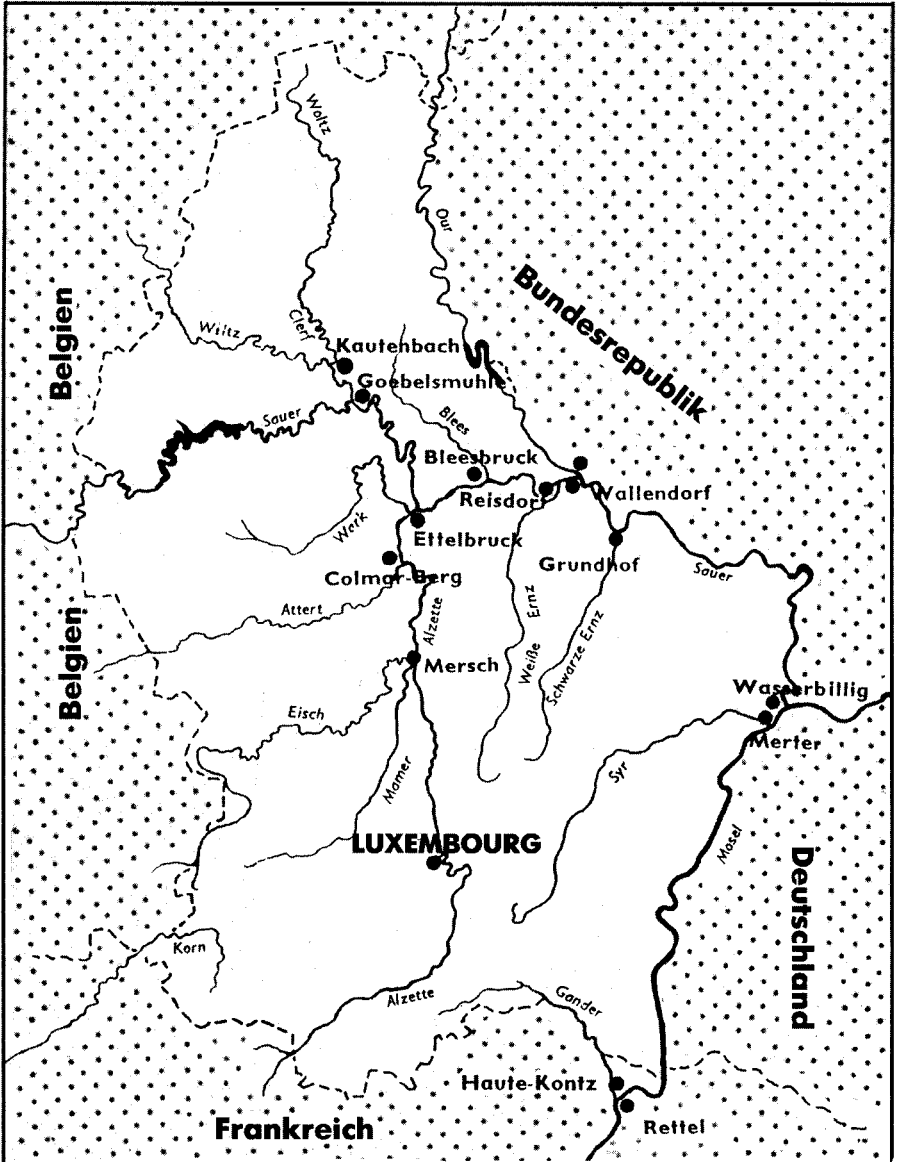 Woltz
Our
Bundesrepublik
Belgien
Wiltz
Clerf
Kautenbach
Goebelsmuhle
Sauer
Blees
Bleesbruck
Reisdorf
Wallendorf
Wark
Ettelbruck
Grundhof
Sauer
Colmar-Berg
Attert
Alzette
Ernz
Weiße
Schwarze Ernz
Belgien
Mersch
Eisch
Mamer
Wasserbillig
Merter
Syr
LUXEMBOURG
Mosel
Deutschland
Korn
Alzette
Gander
Haute-Kontz
Rettel
Frankreich